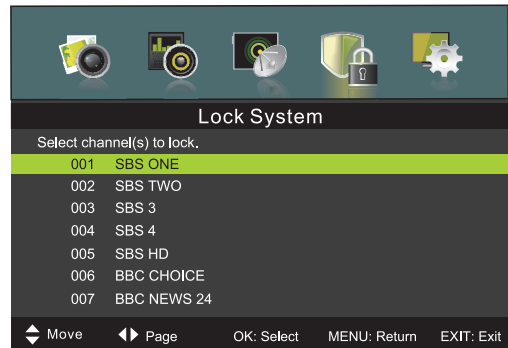 Lock System
Select channel(s) to lock.
001 SBS ONE
002 SBS TWO
003 SBS 3
004 SBS 4
005 SBS HD
006 BBC CHOICE
007 BBC NEWS 24
Move Page OK: Select MENU: Return EXIT: Exit